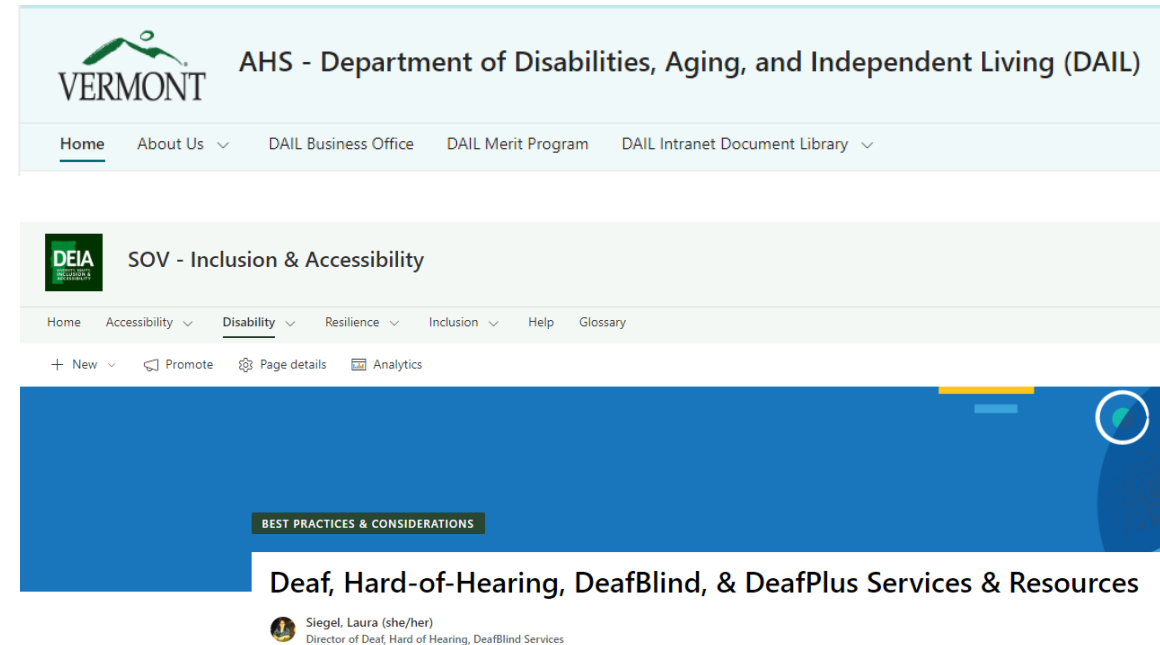 VERMONT
AHS - Department of Disabilities, Aging, and Independent Living (DAIL)
Home About Us DAIL Business Office DAIL Merit Program DAIL Intranet Document Library
DEIA
INCLUSION &
ACCESSIBILITY
SOV - Inclusion & Accessibility
Home Accessibility Disability Resilience Inclusion Help Glossary
New Promote Page details Analytics
BEST PRACTICES & CONSIDERATIONS
Deaf, Hard-of-Hearing, DeafBlind, & DeafPlus Services & Resources
Siegel, Laura (she/her)
Director of Deaf, Hard of Hearing, DeafBlind Services